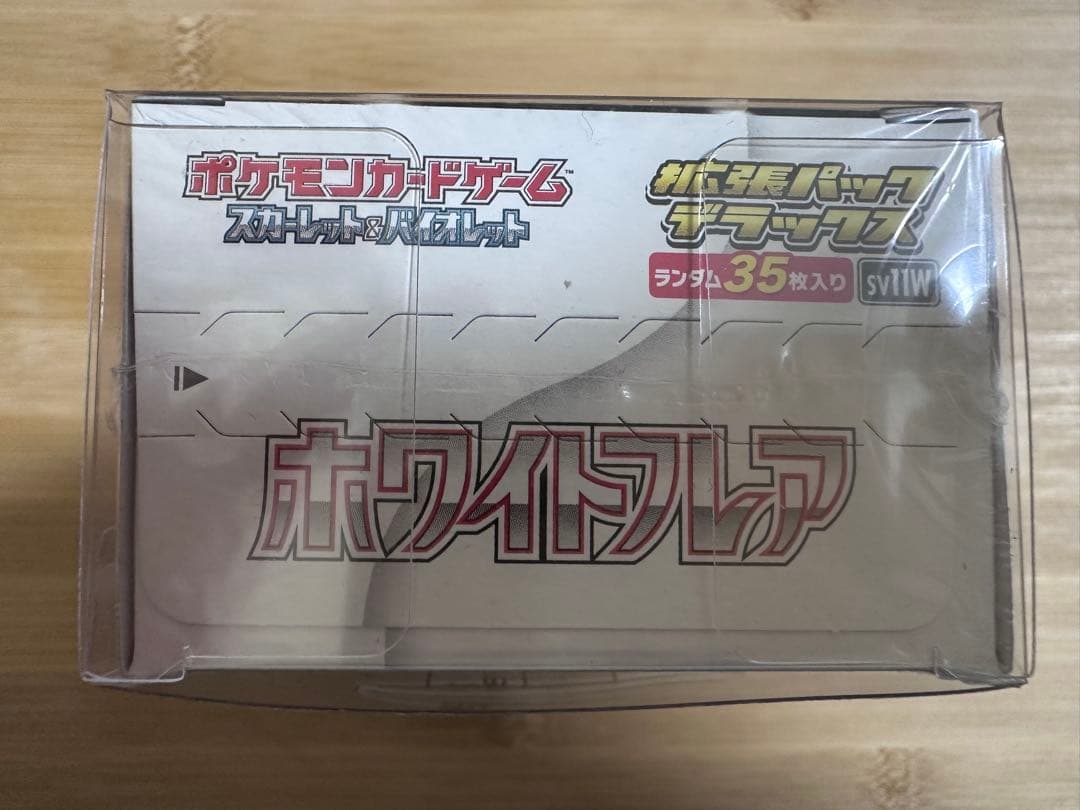 ポケモンカードゲーム™
スカーレット&バイオレット
拡張パック
デラックス
ランダム35枚入り
SV11W
ホワイトフレア